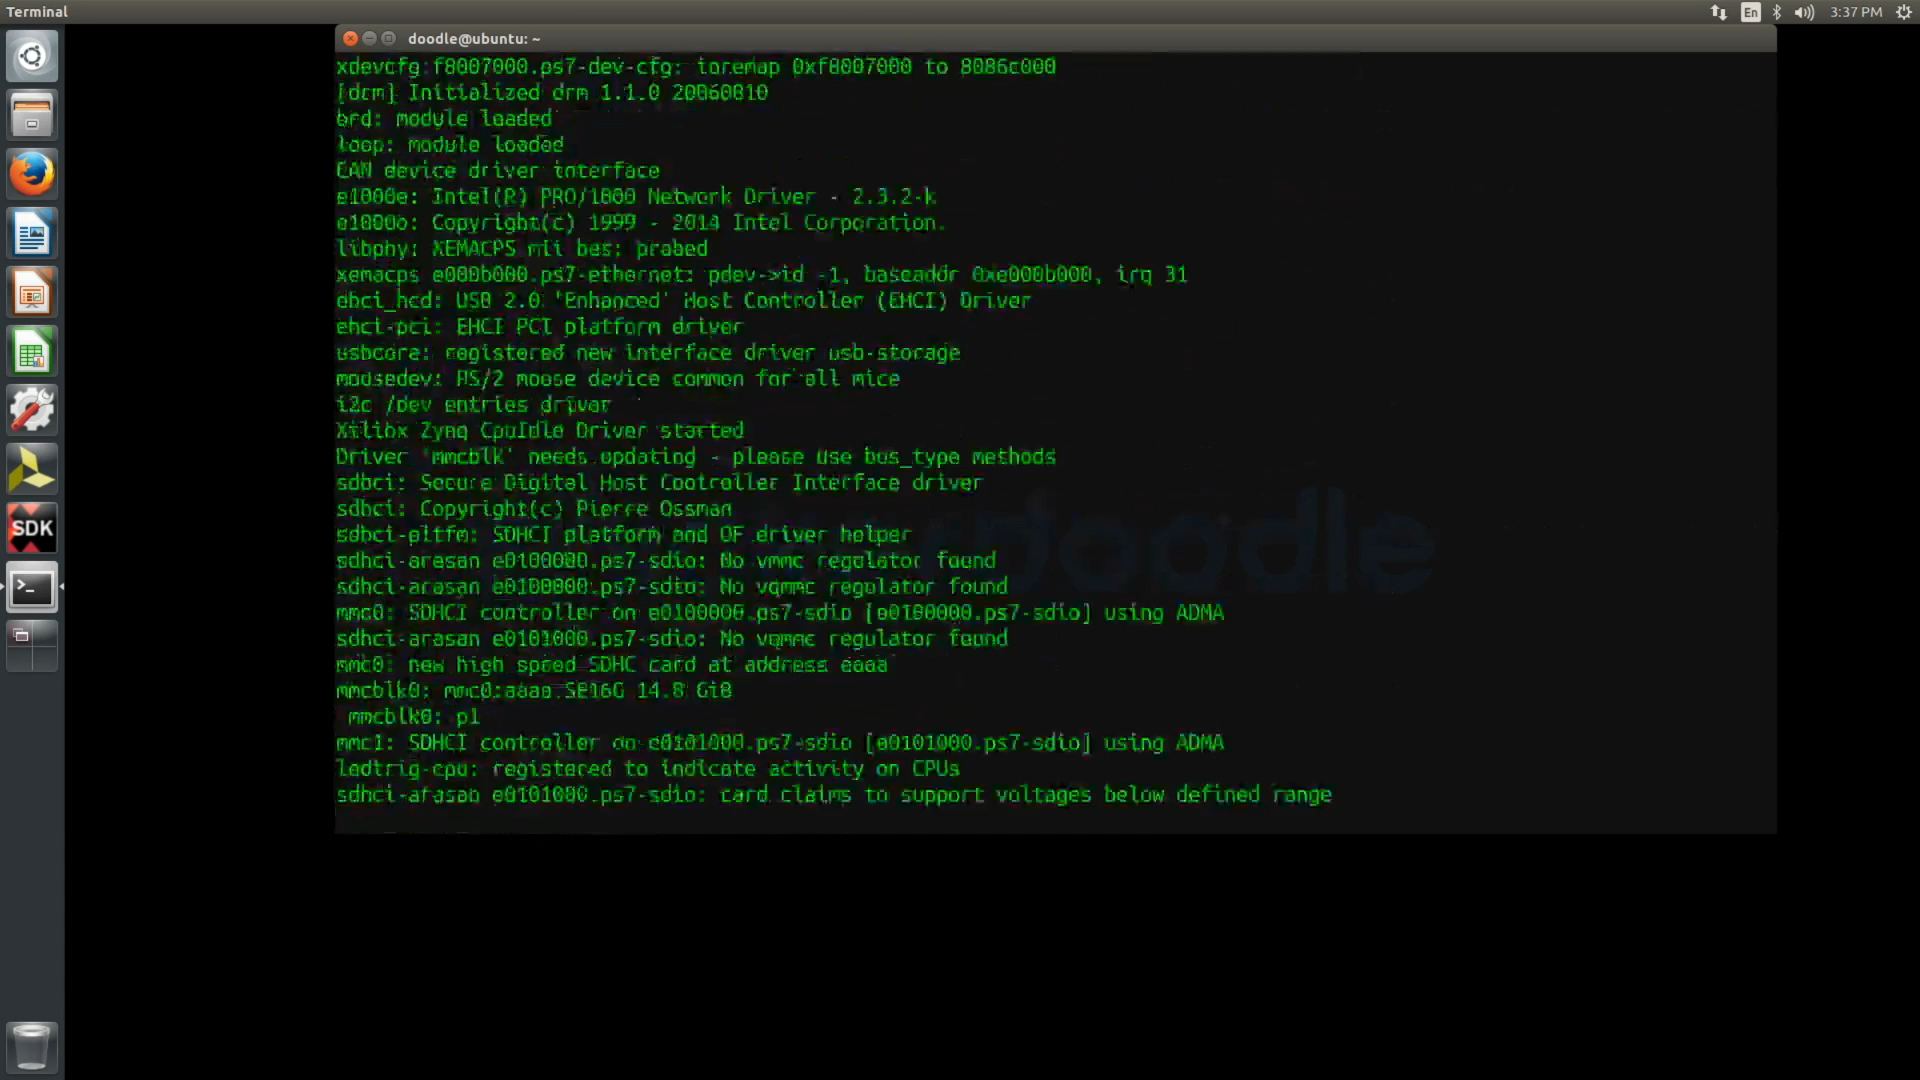 Terminal
En
3:37 PM
doodle@ubuntu: ~
xdevcfg f8007000.ps7-dev-cfg: ioremap 0xf8007000 to 8086c000
[drm] Initialized drm 1.1.0 20060810
brd: module loaded
loop: module loaded
CAN device driver interface
e1000e: Intel(R) PRO/1000 Network Driver - 2.3.2-k
e1000e: Copyright(c) 1999 - 2014 Intel Corporation.
libphy: XEMACPS mii bus: probed
xemacps e000b000.ps7-ethernet: pdev->id -1, baseaddr 0xe000b000, irq 31
ehci_hcd: USB 2.0 'Enhanced' Host Controller (EHCI) Driver
ehci-pci: EHCI PCI platform driver
usbcore: registered new interface driver usb-storage
mousedev: PS/2 mouse device common for all mice
i2c /dev entries driver
Xilinx Zynq CpuIdle Driver started
Driver 'mmcblk' needs updating - please use bus_type methods
sdhci: Secure Digital Host Controller Interface driver
sdhci: Copyright(c) Pierre Ossman
sdhci-pltfm: SDHCI platform and OF driver helper
sdhci-arasan e0100000.ps7-sdio: No vmmc regulator found
sdhci-arasan e0100000.ps7-sdio: No vqmmc regulator found
mmc0: SDHCI controller on e0100000.ps7-sdio [e0100000.ps7-sdio] using ADMA
sdhci-arasan e0101000.ps7-sdio: No vqmmc regulator found
mmc0: new high speed SDHC card at address aaaa
mmcblk0: mmc0:aaaa SE16G 14.8 GiB
mmcblk0: p1
mmc1: SDHCI controller on e0101000.ps7-sdio [e0101000.ps7-sdio] using ADMA
ledtrig-cpu: registered to indicate activity on CPUs
sdhci-arasan e0101000.ps7-sdio: card claims to support voltages below defined range
doodle
SDK